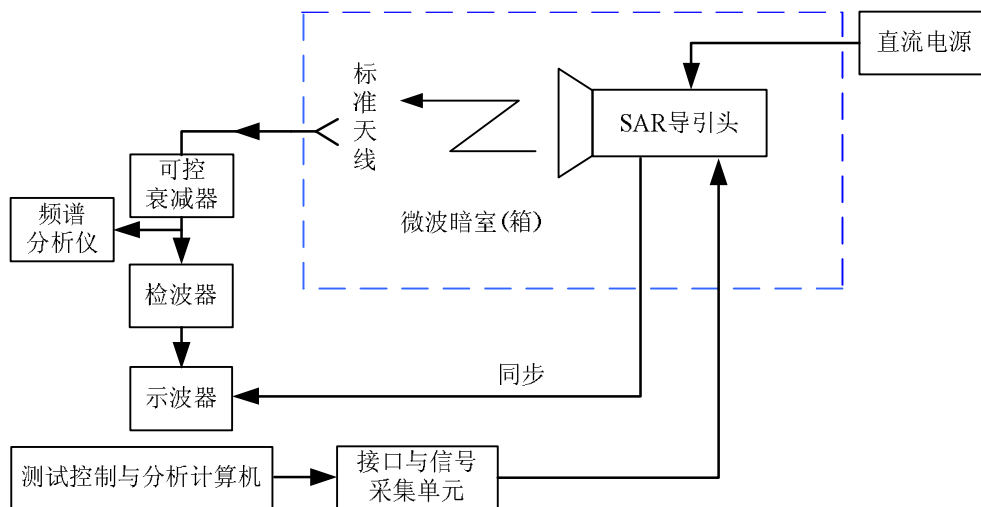 直流电源
标准天线
SAR导引头
可控
衰减器
微波暗室(箱)
频谱
分析仪
检波器
同步
示波器
测试控制与分析计算机
接口与信号
采集单元